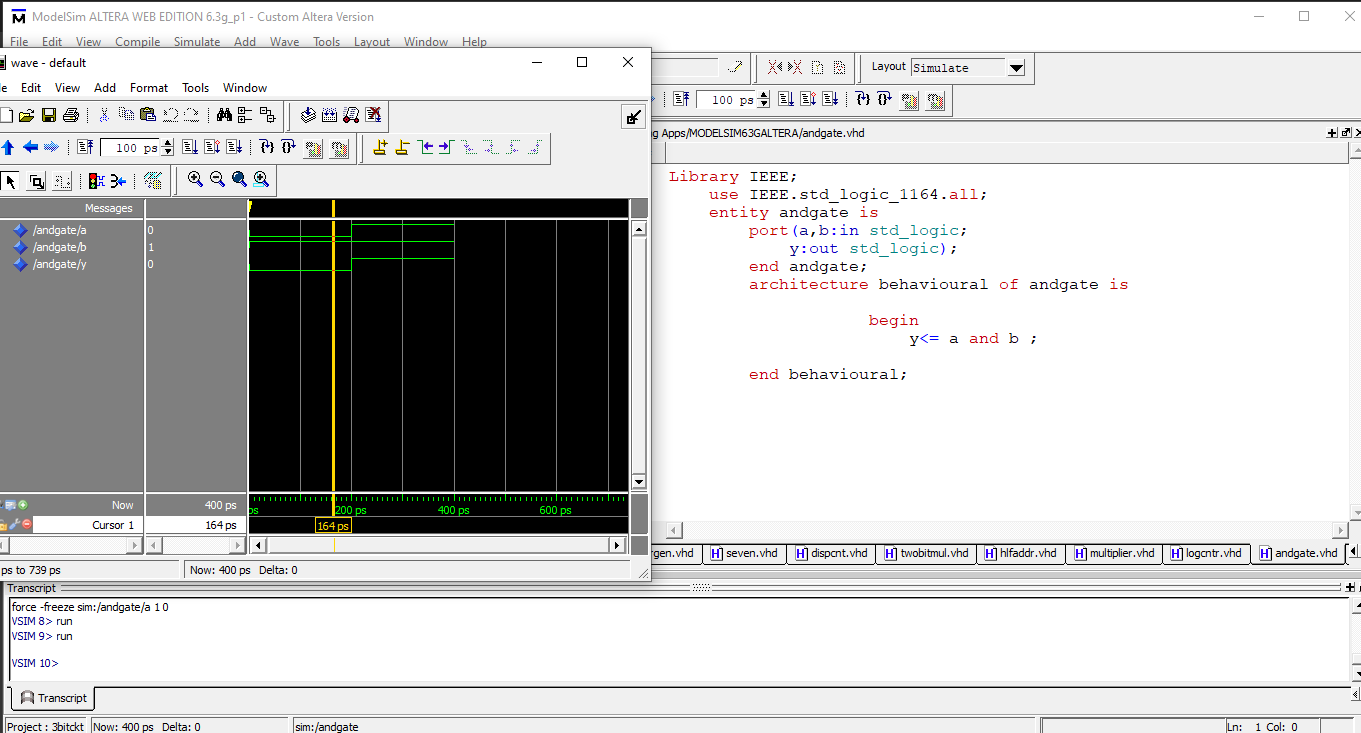 ModelSim ALTERA WEB EDITION 6.3g_p1 - Custom Altera Version
File Edit View Compile Simulate Add Wave Tools Layout Window Help
wave - default
Edit View Add Format Tools Window
Layout Simulate
100 ps
100 ps
g Apps/MODELSIM63GALTERA/andgate.vhd
Messages
/andgate/a 0
/andgate/b 1
/andgate/y 0
Now 400 ps
ps 200 ps 400 ps 600 ps
Cursor 1 164 ps
164 ps
ps to 739 ps Now: 400 ps Delta: 0
Library IEEE;
use IEEE.std_logic_1164.all;
entity andgate is
port(a,b:in std_logic;
y:out std_logic);
end andgate;
architecture behavioural of andgate is
begin
y<= a and b ;
end behavioural;
rgen.vhd seven.vhd dispcnt.vhd twobitmul.vhd hlfaddr.vhd multiplier.vhd logcntr.vhd andgate.vhd
Transcript
force -freeze sim:/andgate/a 1 0
VSIM 8> run
VSIM 9> run
VSIM 10>
Transcript
Project : 3bitckt Now: 400 ps Delta: 0 sim:/andgate Ln: 1 Col: 0